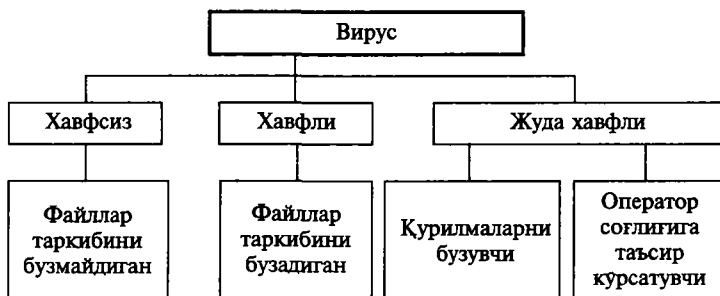 Вирус
Хавфсиз
Хавфли
Жуда хавфли
Файллар
таркибини
бузмайдиган
Файллар
таркибини
бузадиган
Қурилмаларни
бузувчи
Оператор
соғлиғига
таъсир
кўрсатувчи